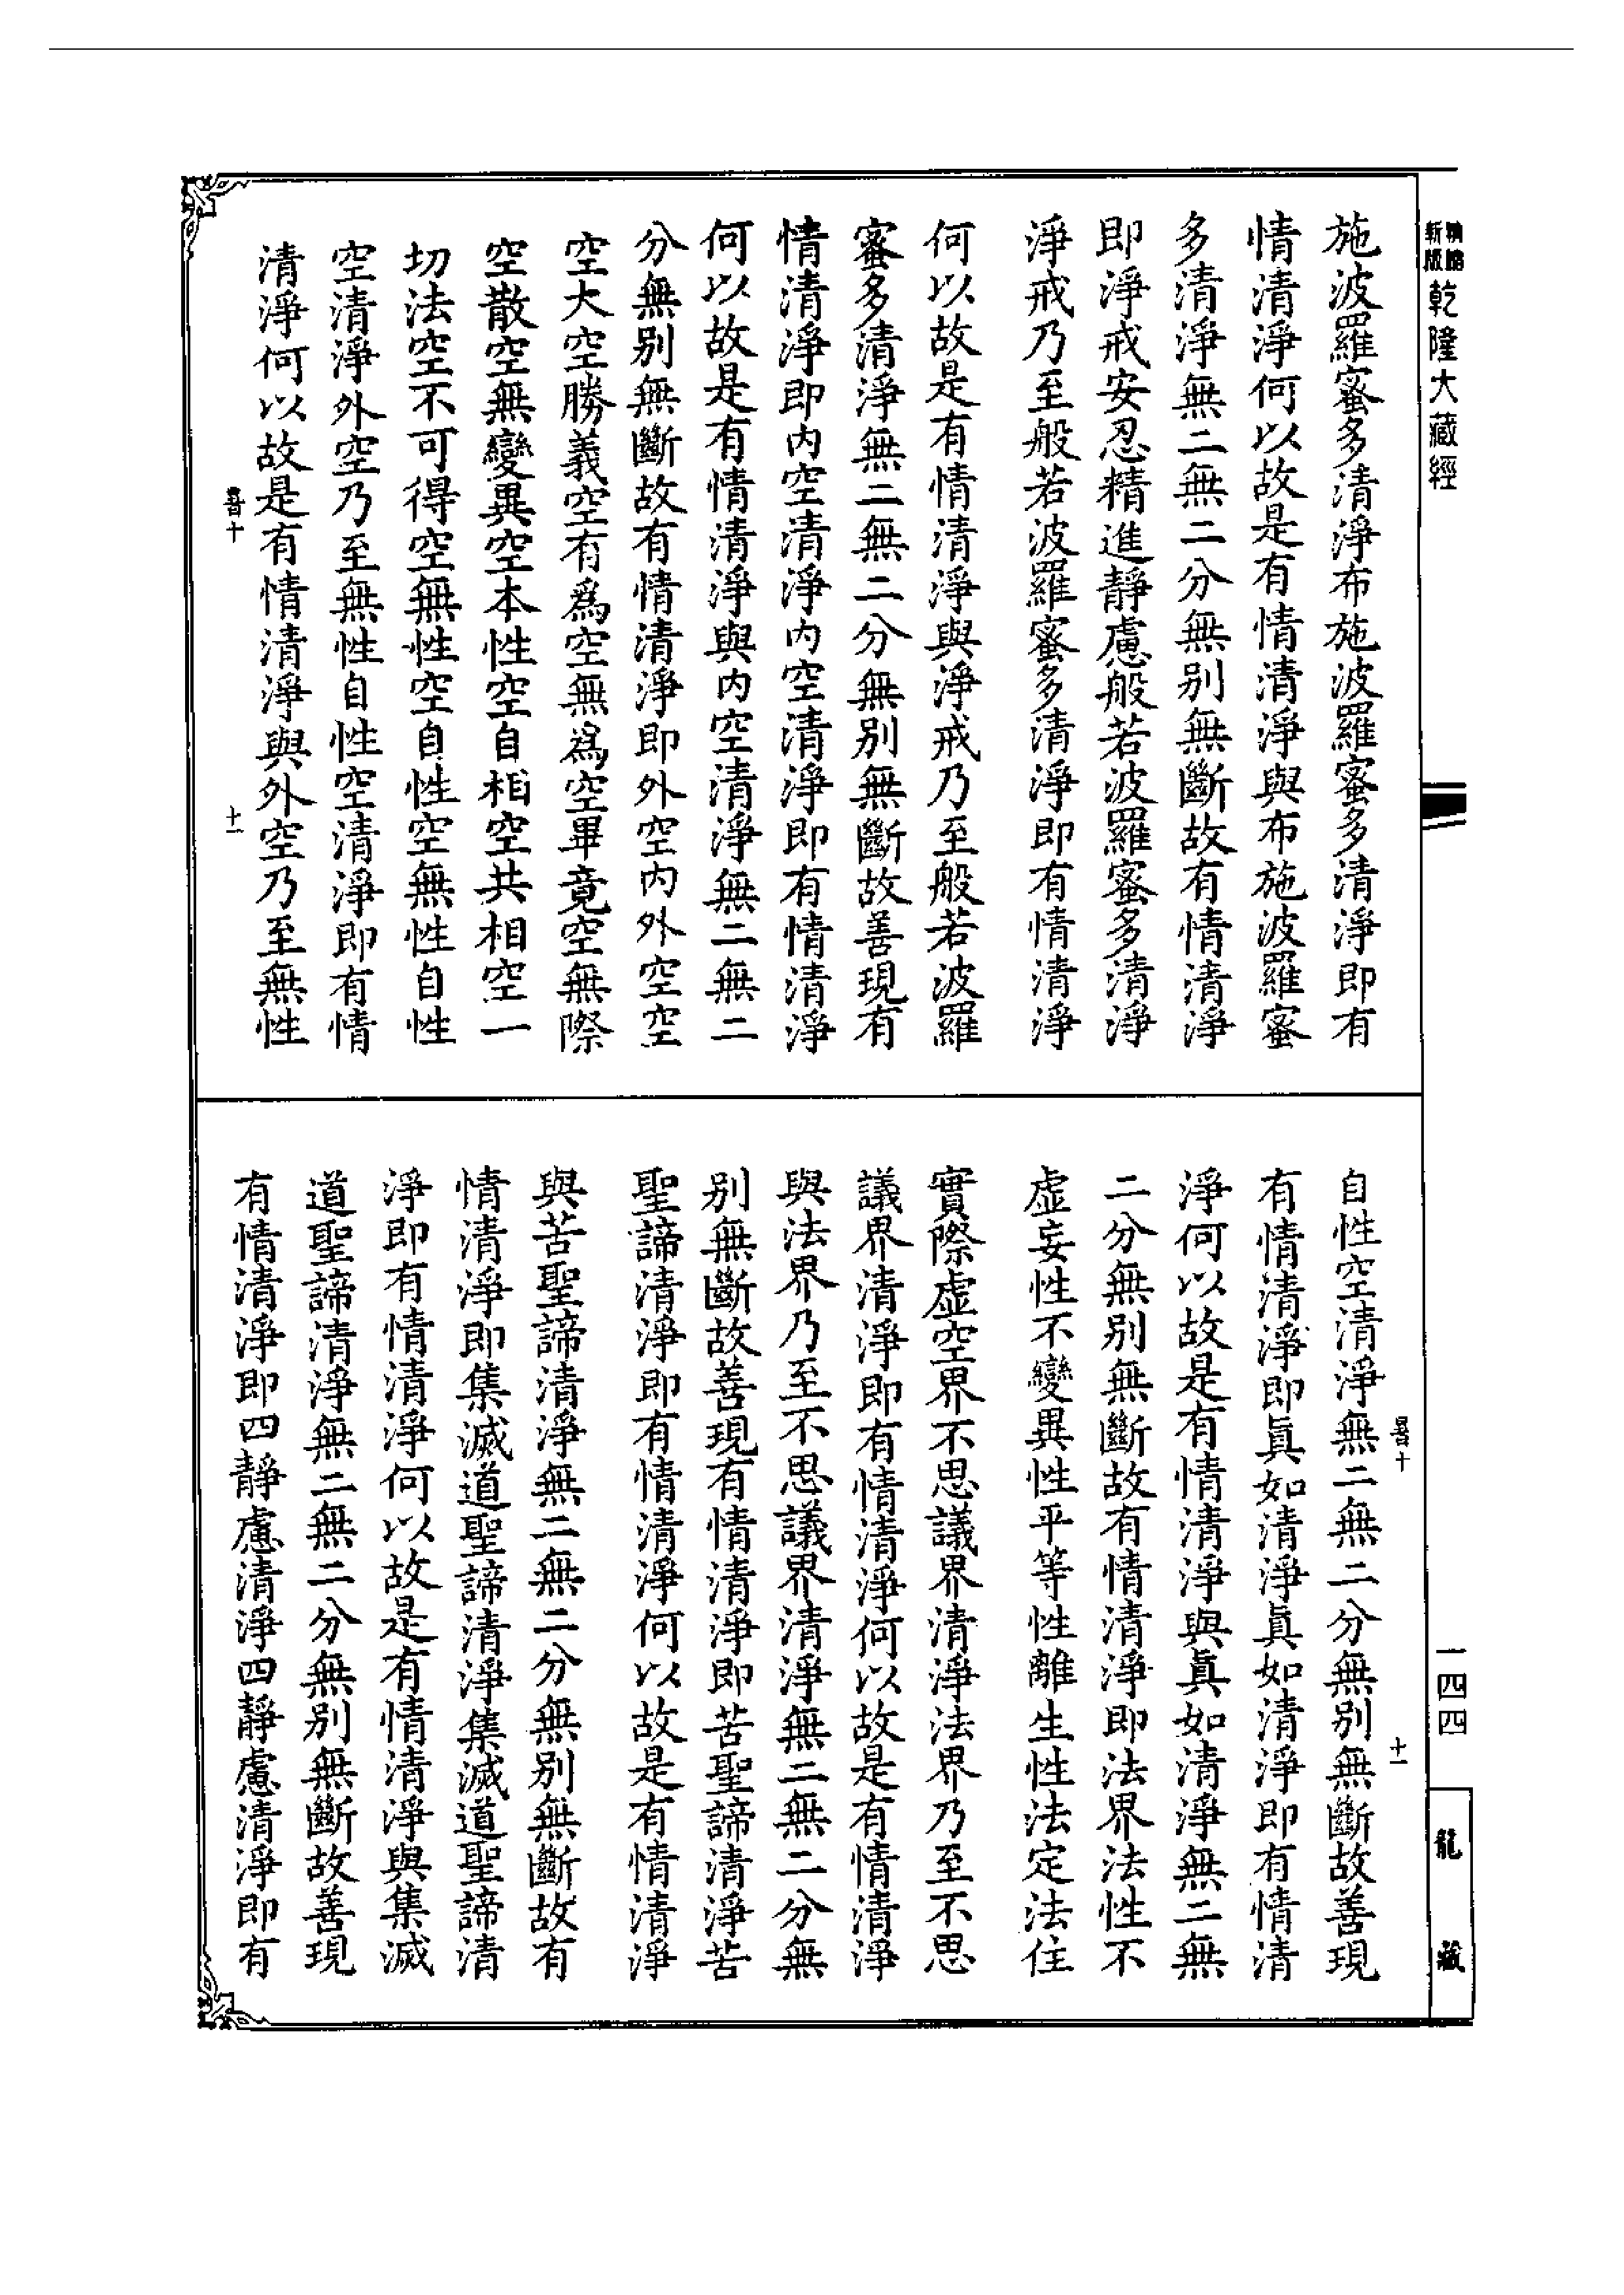 新版
乾隆大藏經
施波羅蜜多清淨布施波羅蜜多清淨即有
情清淨何以故是有情清淨與布施波羅蜜
多清淨無二無二分無别無斷故有情清淨
即淨戒安忍精進靜慮般若波羅蜜多清淨
淨戒乃至般若波羅蜜多清淨即有情清淨
何以故是有情清淨與淨戒乃至般若波羅
蜜多清淨無二無二分無别無斷故善現有
情清淨即内空清淨内空清淨即有情清淨
何以故是有情清淨與内空清淨無二無二
分無别無斷故有情清淨即外空内外空空
空大空勝義空有爲空無爲空畢竟空無際
空散空無變異空本性空自相空共相空一
切法空不可得空無性空自性空無性自性
空清淨外空乃至無性自性空清淨即有情
清淨何以故是有情清淨與外空乃至無性
十
十一
十
十一
自性空清淨無二無二分無别無斷故善現
有情清淨即眞如清淨眞如清淨即有情清
淨何以故是有情清淨與眞如清淨無二無
二分無别無斷故有情清淨即法界法性不
虛妄性不變異性平等性離生性法定法住
實際虛空界不思議界清淨法界乃至不思
議界清淨即有情清淨何以故是有情清淨
與法界乃至不思議界清淨無二無二分無
别無斷故善現有情清淨即苦聖諦清淨苦
聖諦清淨即有情清淨何以故是有情清淨
與苦聖諦清淨無二無二分無别無斷故有
情清淨即集滅道聖諦清淨集滅道聖諦清
淨即有情清淨何以故是有情清淨與集滅
道聖諦清淨無二無二分無别無斷故善現
有情清淨即四靜慮清淨四靜慮清淨即有
一四四
龍藏